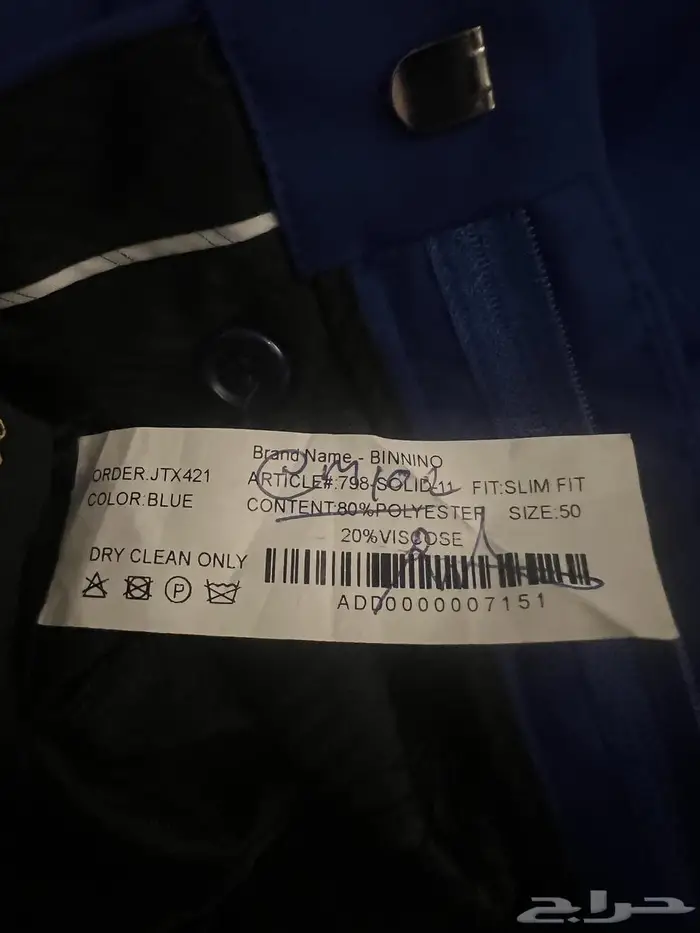 Brand Name - BINNINO
ORDER.JTX421 ARTICLE#:798-SOLID-11 FIT:SLIM FIT
COLOR:BLUE CONTENT:80%POLYESTER SIZE:50
20%VISCOSE
DRY CLEAN ONLY
P
ADD0000007151
حراج